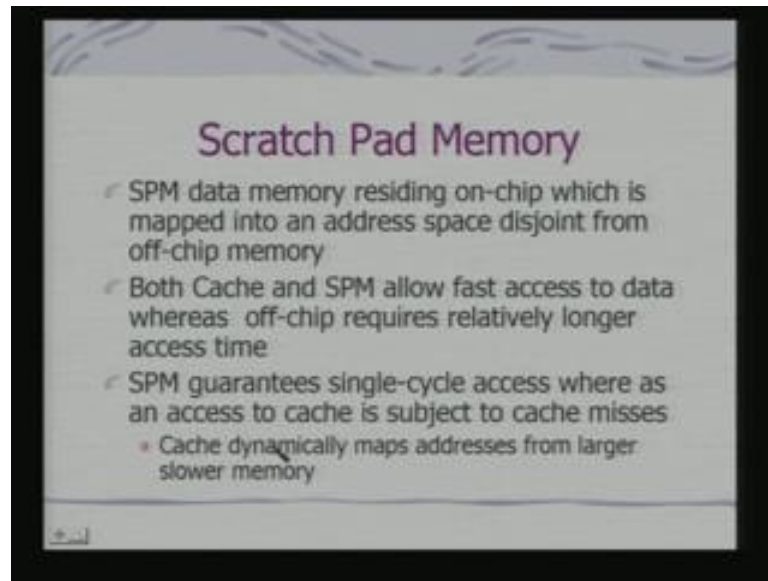 Scratch Pad Memory
SPM data memory residing on-chip which is
mapped into an address space disjoint from
off-chip memory
Both Cache and SPM allow fast access to data
whereas off-chip requires relatively longer
access time
SPM guarantees single-cycle access where as
an access to cache is subject to cache misses
Cache dynamically maps addresses from larger
slower memory